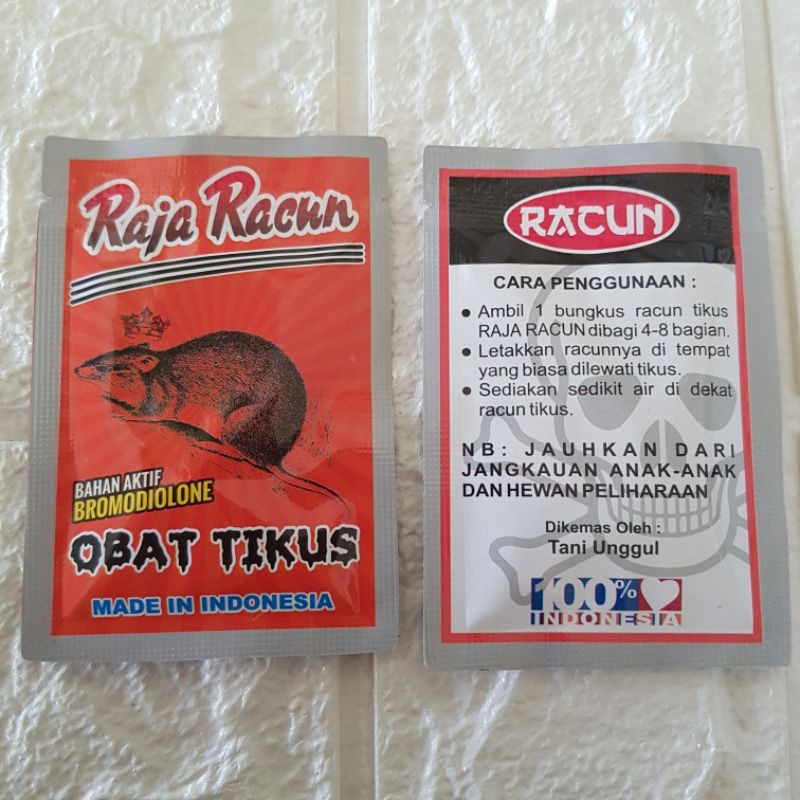 Raja Racun
BAHAN AKTIF
BROMODIOLONE
OBAT TIKUS
MADE IN INDONESIA
RACUN
CARA PENGGUNAAN :
● Ambil 1 bungkus racun tikus
RAJA RACUN dibagi 4-8 bagian.
● Letakkan racunnya di tempat
yang biasa dilewati tikus.
● Sediakan sedikit air di dekat
racun tikus.
NB: JAUHKAN DARI
JANGKAUAN ANAK-ANAK
DAN HEWAN PELIHARAAN
Dikemas Oleh :
Tani Unggul
100%
INDONESIA